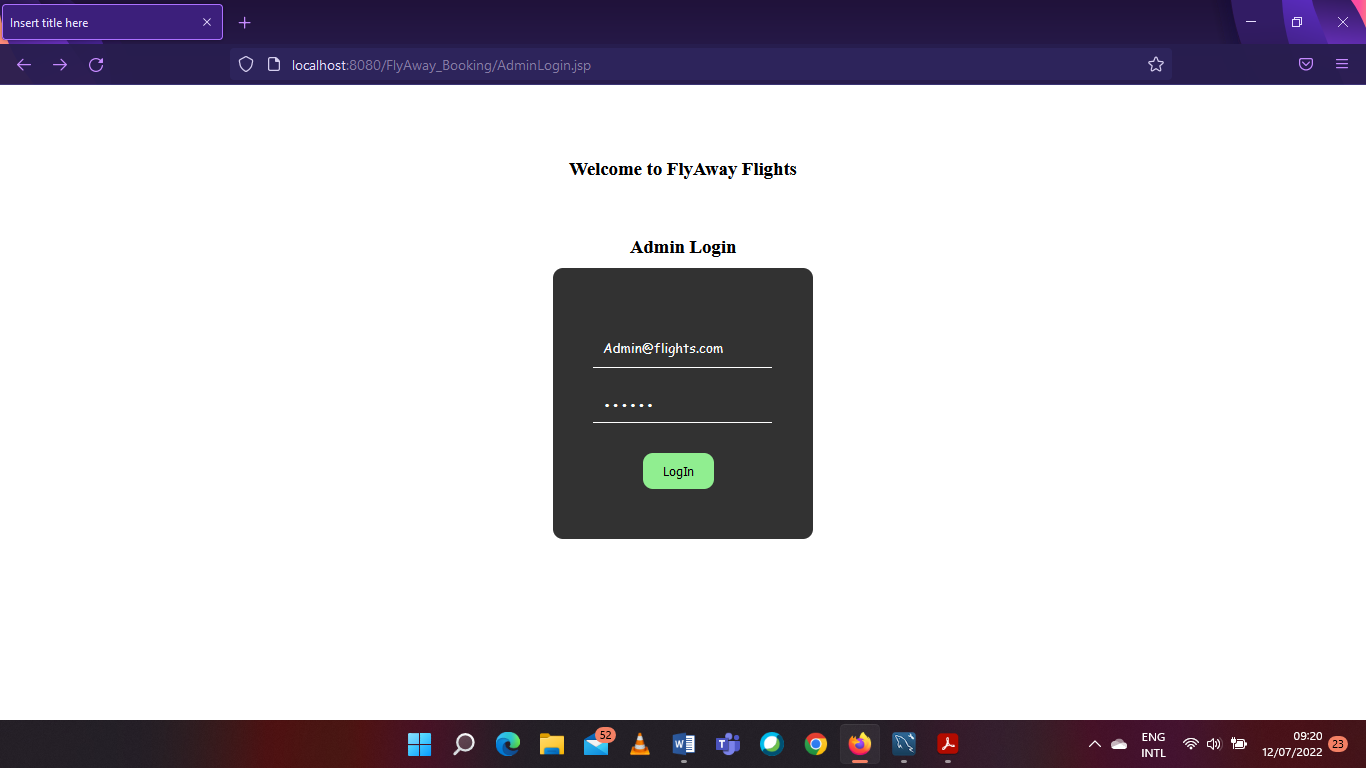 Insert title here
localhost:8080/FlyAway_Booking/AdminLogin.jsp
Welcome to FlyAway Flights
Admin Login
Admin@flights.com
••••••
LogIn
52
ENG
INTL
09:20
12/07/2022
23